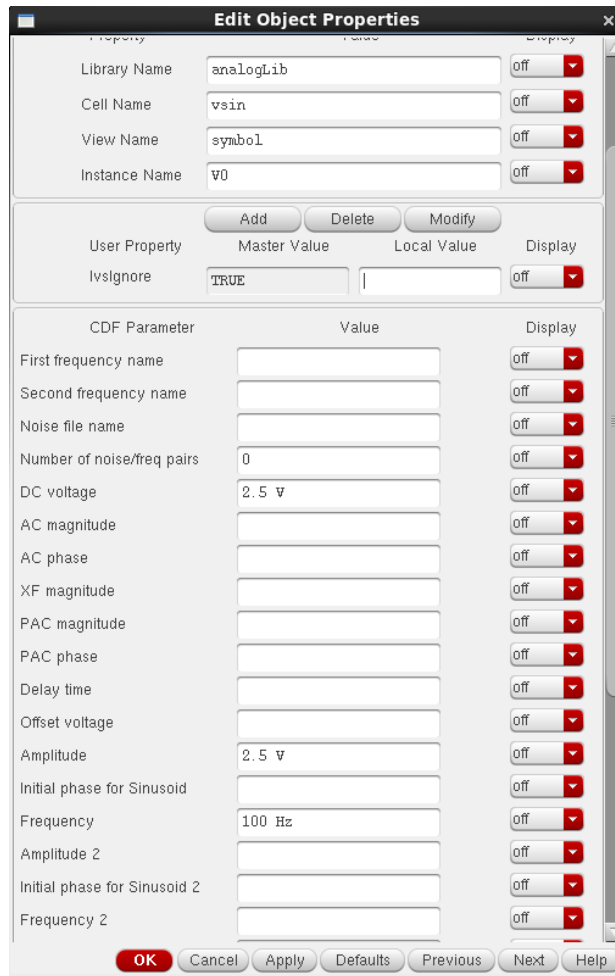 Edit Object Properties
Property Value Display
Library Name analogLib off
Cell Name vsin off
View Name symbol off
Instance Name V0 off
Add Delete Modify
User Property Master Value Local Value Display
lvsIgnore TRUE off
CDF Parameter Value Display
First frequency name off
Second frequency name off
Noise file name off
Number of noise/freq pairs 0 off
DC voltage 2.5 V off
AC magnitude off
AC phase off
XF magnitude off
PAC magnitude off
PAC phase off
Delay time off
Offset voltage off
Amplitude 2.5 V off
Initial phase for Sinusoid off
Frequency 100 Hz off
Amplitude 2 off
Initial phase for Sinusoid 2 off
Frequency 2 off
OK Cancel Apply Defaults Previous Next Help